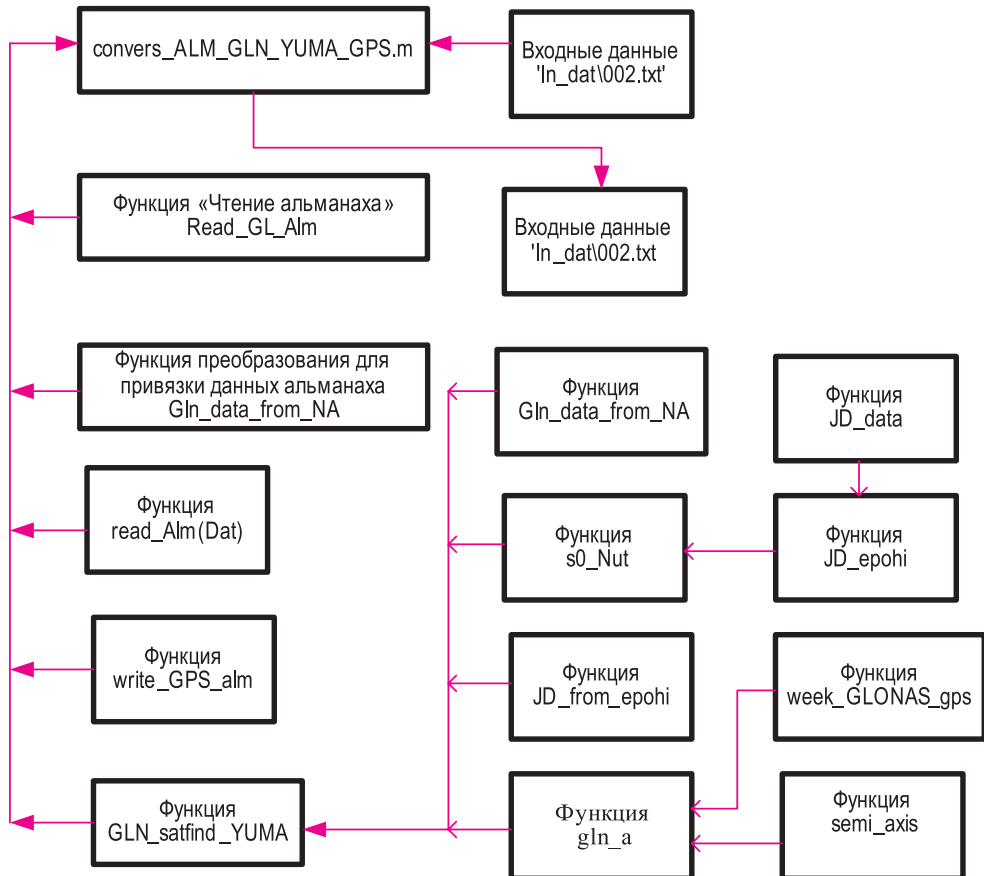 convers_ALM_GLN_YUMA_GPS.m
Входные данные
'In_dat\002.txt'
Функция «Чтение альманаха»
Read_GL_Alm
Входные данные
'In_dat\002.txt
Функция преобразования для
привязки данных альманаха
Gln_data_from_NA
Функция
Gln_data_from_NA
Функция
JD_data
Функция
read_Alm(Dat)
Функция
s0_Nut
Функция
JD_epohi
Функция
write_GPS_alm
Функция
JD_from_epohi
Функция
week_GLONAS_gps
Функция
GLN_satfind_YUMA
Функция
gln_a
Функция
semi_axis